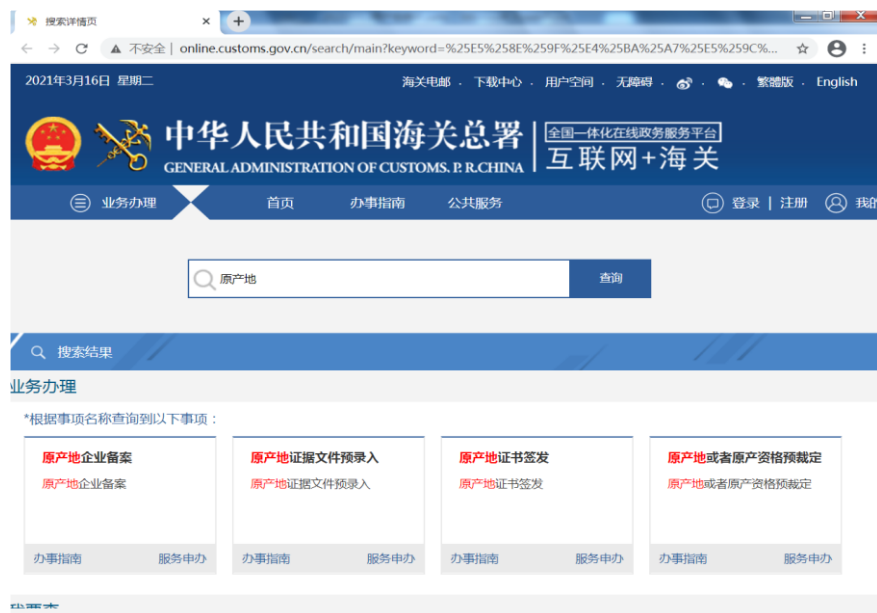 搜索详情页
不安全 | online.customs.gov.cn/search/main?keyword=%25E5%258E%259F%25E4%25BA%25A7%25E5%259C%...
2021年3月16日 星期二 海关电邮 . 下载中心 . 用户空间 . 无障碍 . . . 繁體版 . English
中华人民共和国海关总署 全国一体化在线政务服务平台
GENERAL ADMINISTRATION OF CUSTOMS. P. R.CHINA 互联网+海关
业务办理 首页 办事指南 公共服务 登录 | 注册 我的
原产地 查询
搜索结果
业务办理
*根据事项名称查询到以下事项：
原产地企业备案 原产地证据文件预录入 原产地证书签发 原产地或者原产资格预裁定
原产地企业备案 原产地证据文件预录入 原产地证书签发 原产地或者原产资格预裁定
办事指南 服务申办 办事指南 服务申办 办事指南 服务申办 办事指南 服务申办